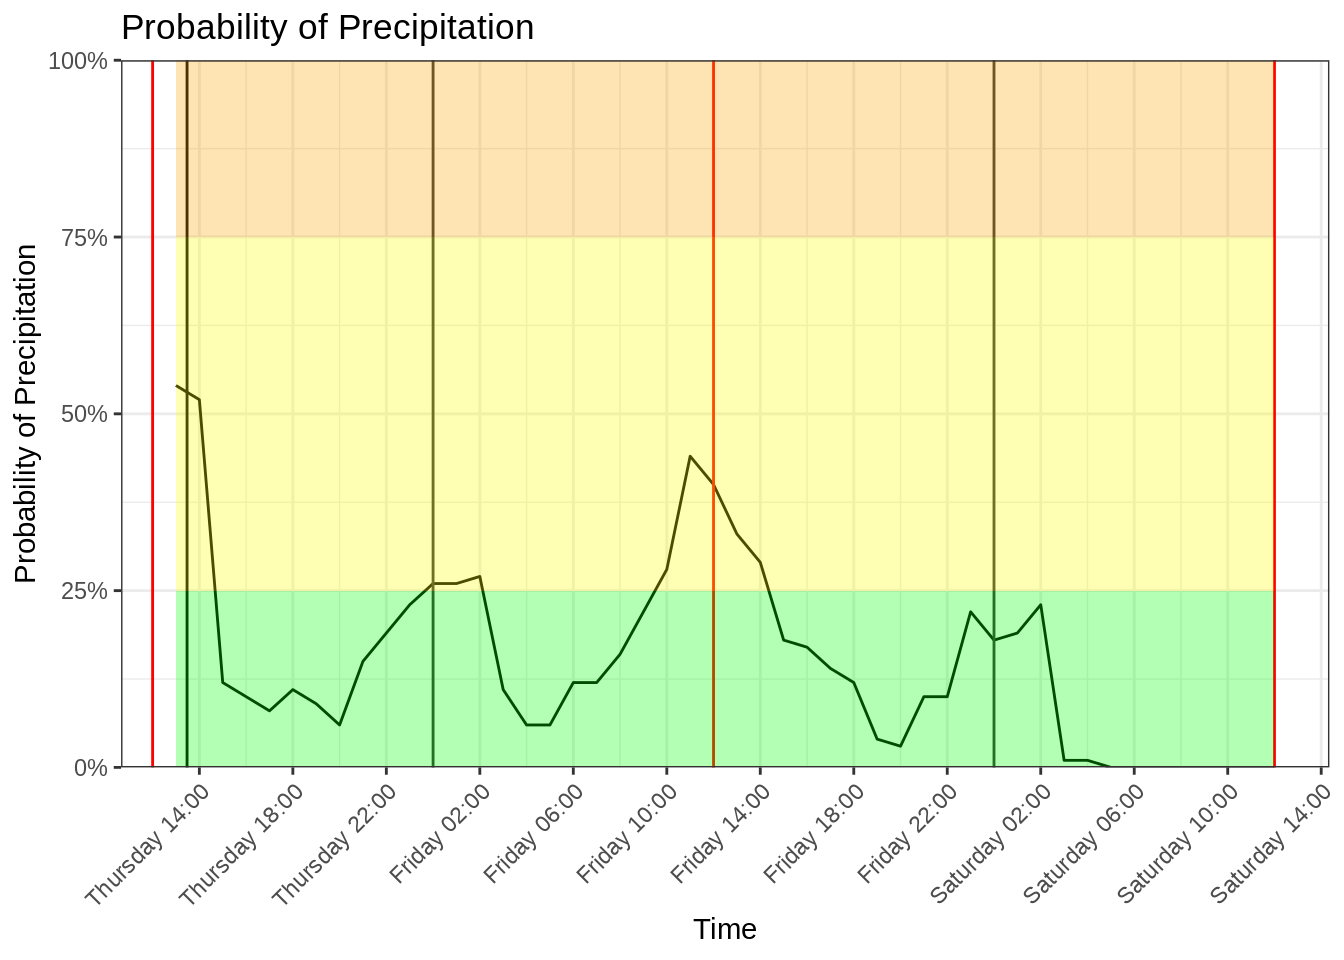 Probability of Precipitation
Probability of Precipitation
100%
75%
50%
25%
0%
Thursday 14:00
Thursday 18:00
Thursday 22:00
Friday 02:00
Friday 06:00
Friday 10:00
Friday 14:00
Friday 18:00
Friday 22:00
Saturday 02:00
Saturday 06:00
Saturday 10:00
Saturday 14:00
Time